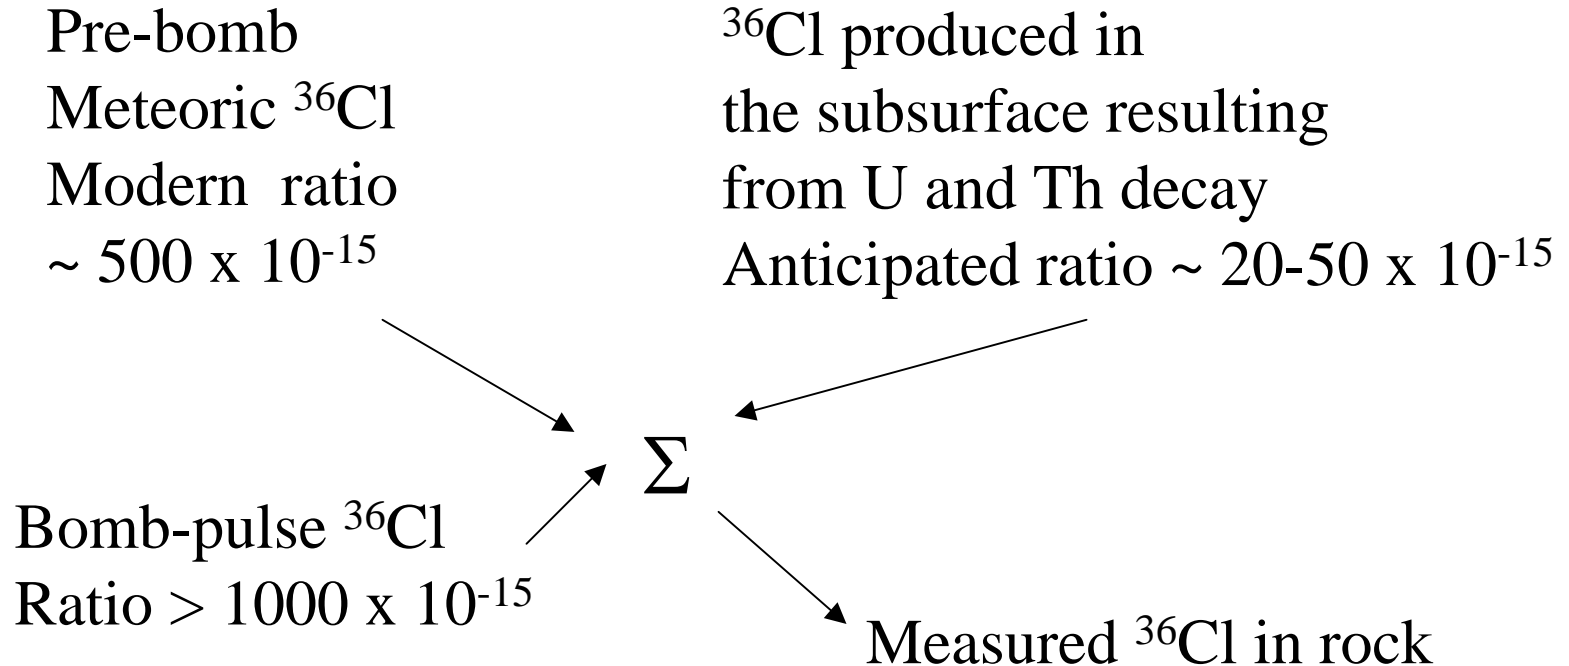 Pre-bomb
Meteoric ³⁶Cl
Modern ratio
~ 500 x 10⁻¹⁵
³⁶Cl produced in
the subsurface resulting
from U and Th decay
Anticipated ratio ~ 20-50 x 10⁻¹⁵
Σ
Bomb-pulse ³⁶Cl
Ratio > 1000 x 10⁻¹⁵
Measured ³⁶Cl in rock